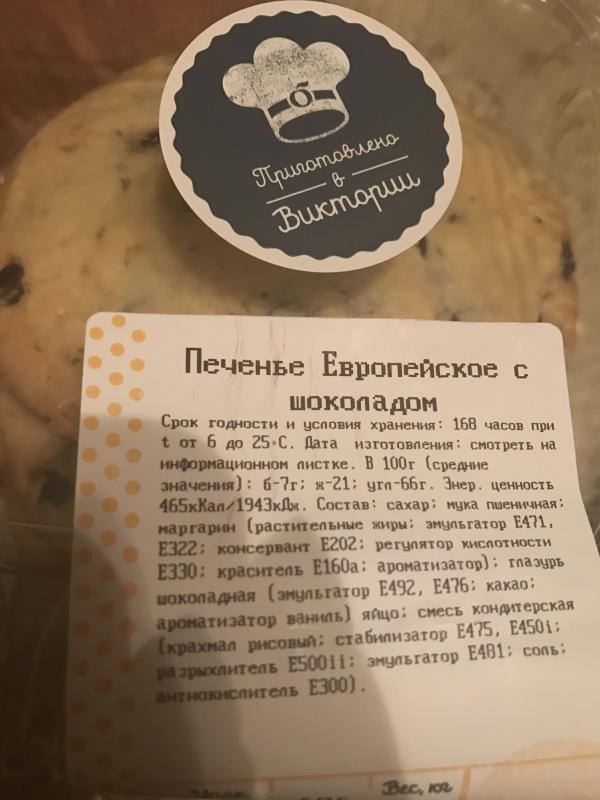 Приготовлено
в
Виктории
Печенье Европейское с
шоколадом
Срок годности и условия хранения: 168 часов при
t от 6 до 25°С. Дата изготовления: смотреть на
информационном листке. В 100г (средние
значения): б-7г; ж-21; угл-66г. Энер. ценность
465кКал/1943кДж. Состав: сахар; мука пшеничная;
маргарин (растительные жиры; эмульгатор Е471,
Е322; консервант Е202; регулятор кислотности
Е330; краситель Е160а; ароматизатор); глазурь
шоколадная (эмульгатор Е492, Е476; какао;
ароматизатор ваниль) яйцо; смесь кондитерская
(крахмал рисовый; стабилизатор Е475, Е450i;
разрыхлитель Е500ii; эмульгатор Е481; соль;
антиокислитель Е300).
Вес, кг